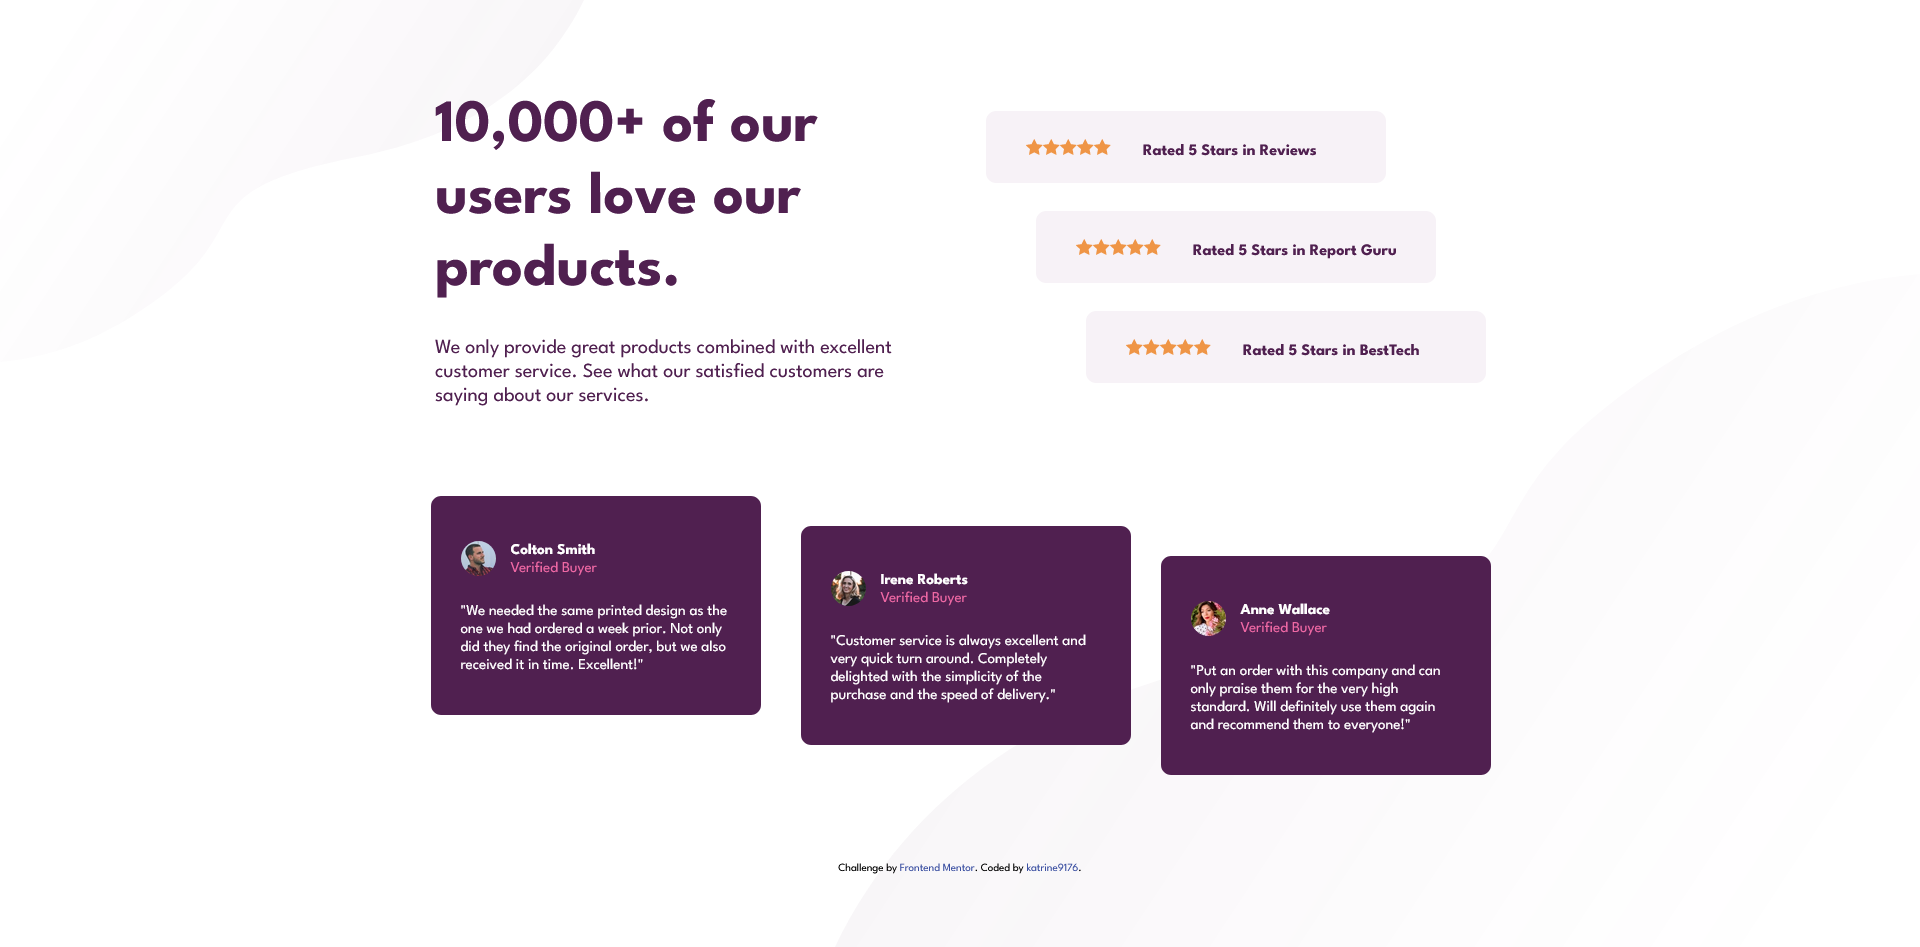 10,000+ of our
users love our
products.
We only provide great products combined with excellent
customer service. See what our satisfied customers are
saying about our services.
Rated 5 Stars in Reviews
Rated 5 Stars in Report Guru
Rated 5 Stars in BestTech
Colton Smith
Verified Buyer
"We needed the same printed design as the
one we had ordered a week prior. Not only
did they find the original order, but we also
received it in time. Excellent!"
Irene Roberts
Verified Buyer
"Customer service is always excellent and
very quick turn around. Completely
delighted with the simplicity of the
purchase and the speed of delivery."
Anne Wallace
Verified Buyer
"Put an order with this company and can
only praise them for the very high
standard. Will definitely use them again
and recommend them to everyone!"
Challenge by Frontend Mentor. Coded by katrine9176.